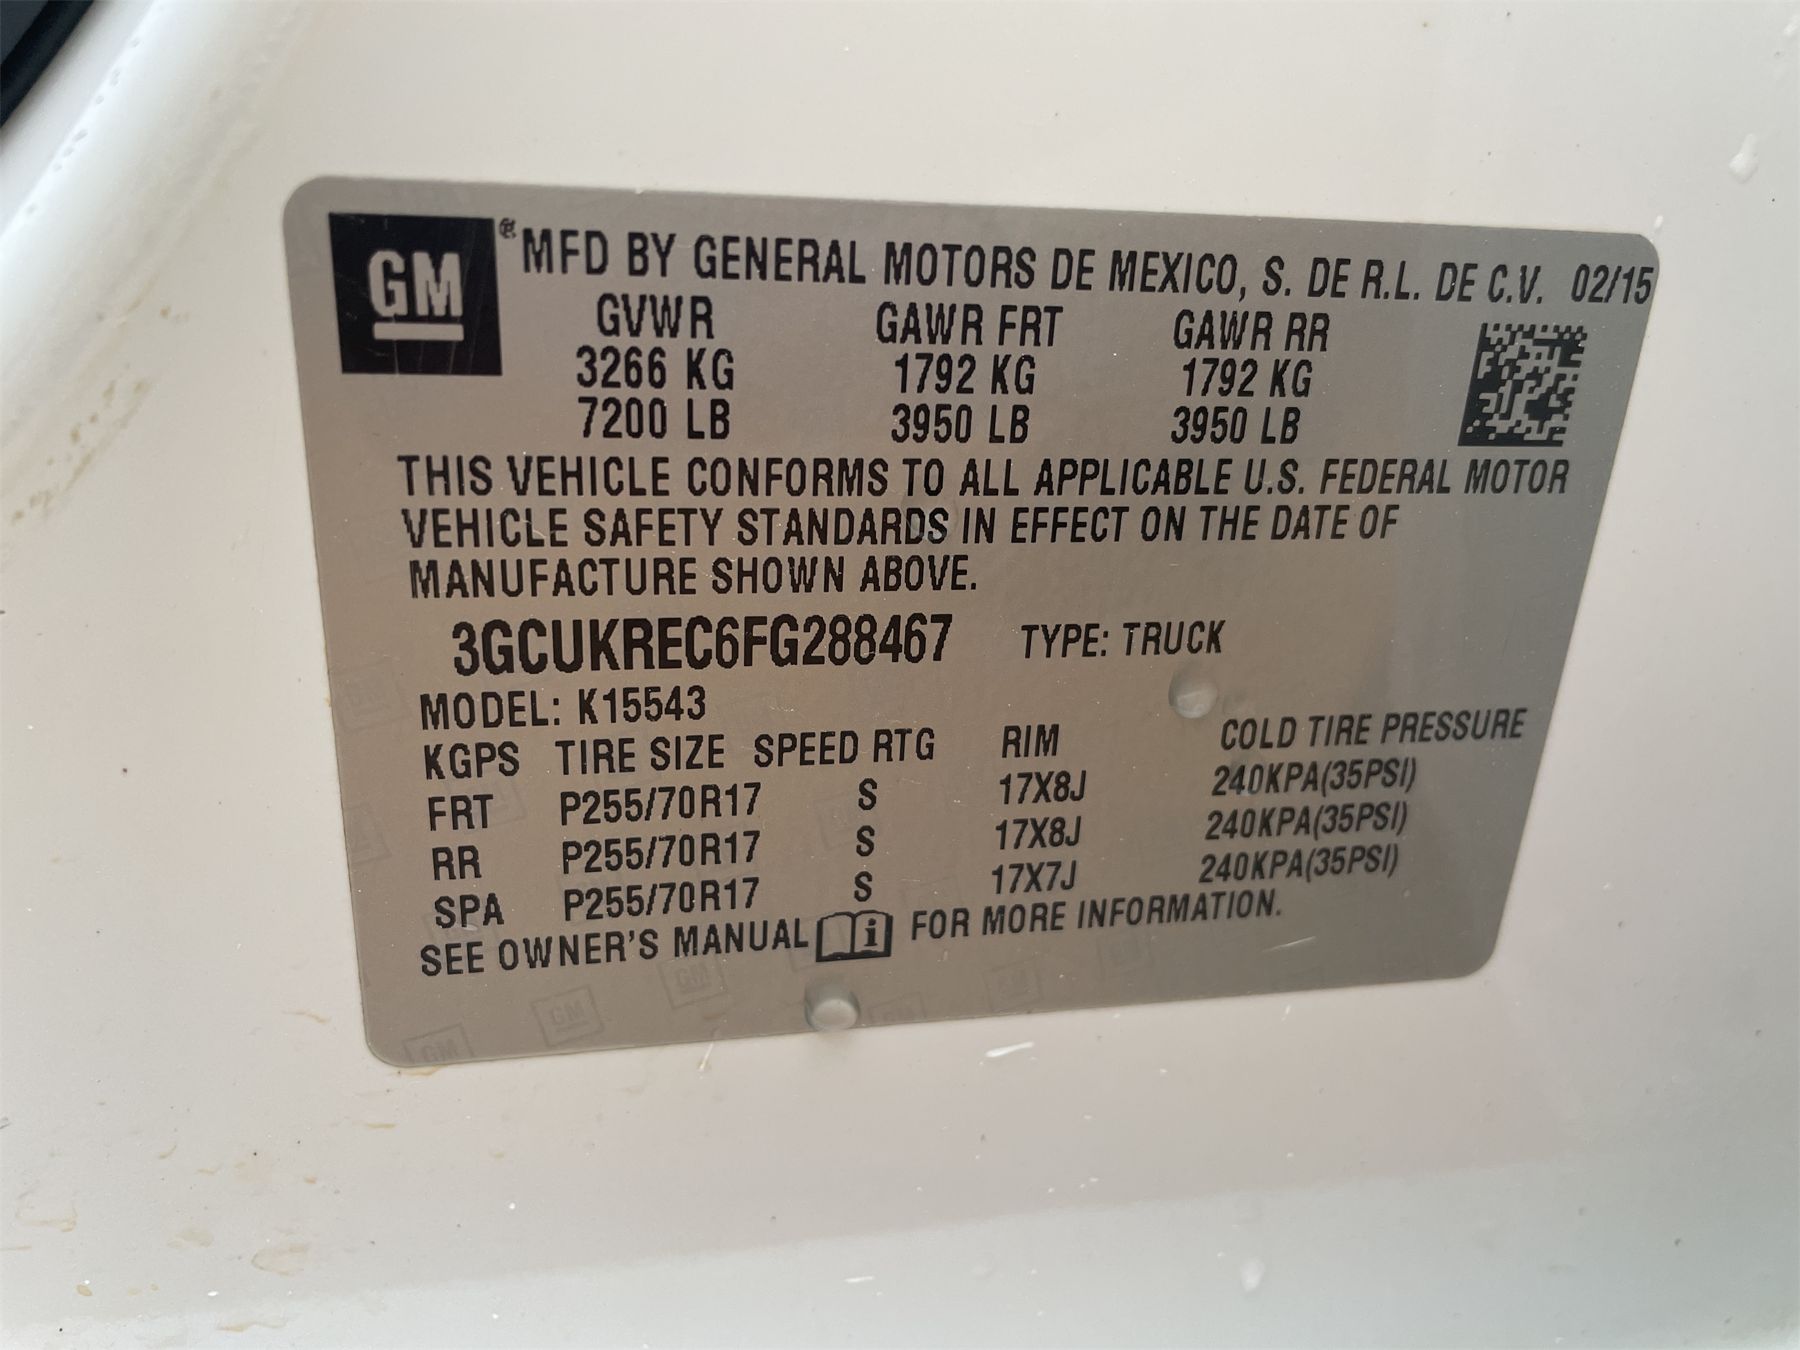 GM ® MFD BY GENERAL MOTORS DE MEXICO, S. DE R.L. DE C.V. 02/15
GVWR GAWR FRT GAWR RR
3266 KG 1792 KG 1792 KG
7200 LB 3950 LB 3950 LB
THIS VEHICLE CONFORMS TO ALL APPLICABLE U.S. FEDERAL MOTOR
VEHICLE SAFETY STANDARDS IN EFFECT ON THE DATE OF
MANUFACTURE SHOWN ABOVE.
3GCUKREC6FG288467 TYPE: TRUCK
MODEL: K15543
KGPS TIRE SIZE SPEED RTG RIM COLD TIRE PRESSURE
FRT P255/70R17 S 17X8J 240KPA(35PSI)
RR P255/70R17 S 17X8J 240KPA(35PSI)
SPA P255/70R17 S 17X7J 240KPA(35PSI)
SEE OWNER'S MANUAL i FOR MORE INFORMATION.
GM
GM
GM